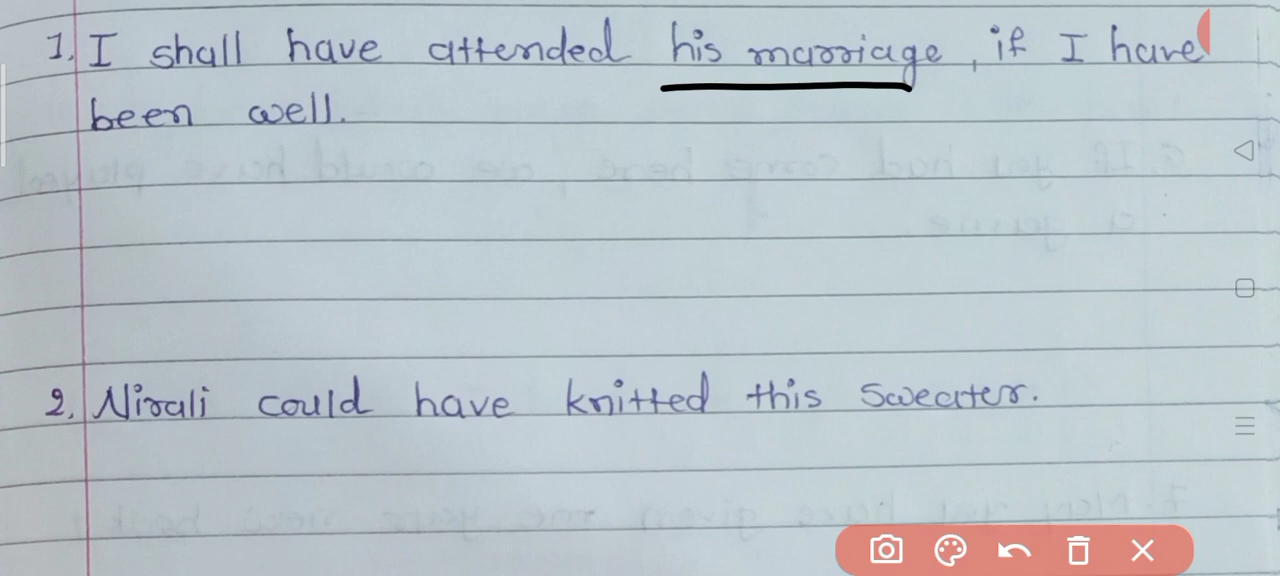 1. I shall have attended his marriage, if I have
been well.
2. Nirali could have knitted this sweater.